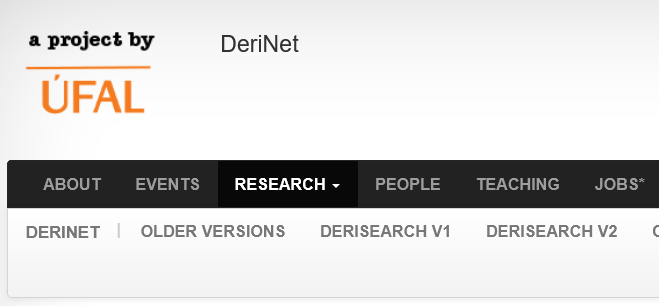 a project by
ÚFAL
DeriNet
ABOUT EVENTS RESEARCH PEOPLE TEACHING JOBS*
DERINET | OLDER VERSIONS DERISEARCH V1 DERISEARCH V2